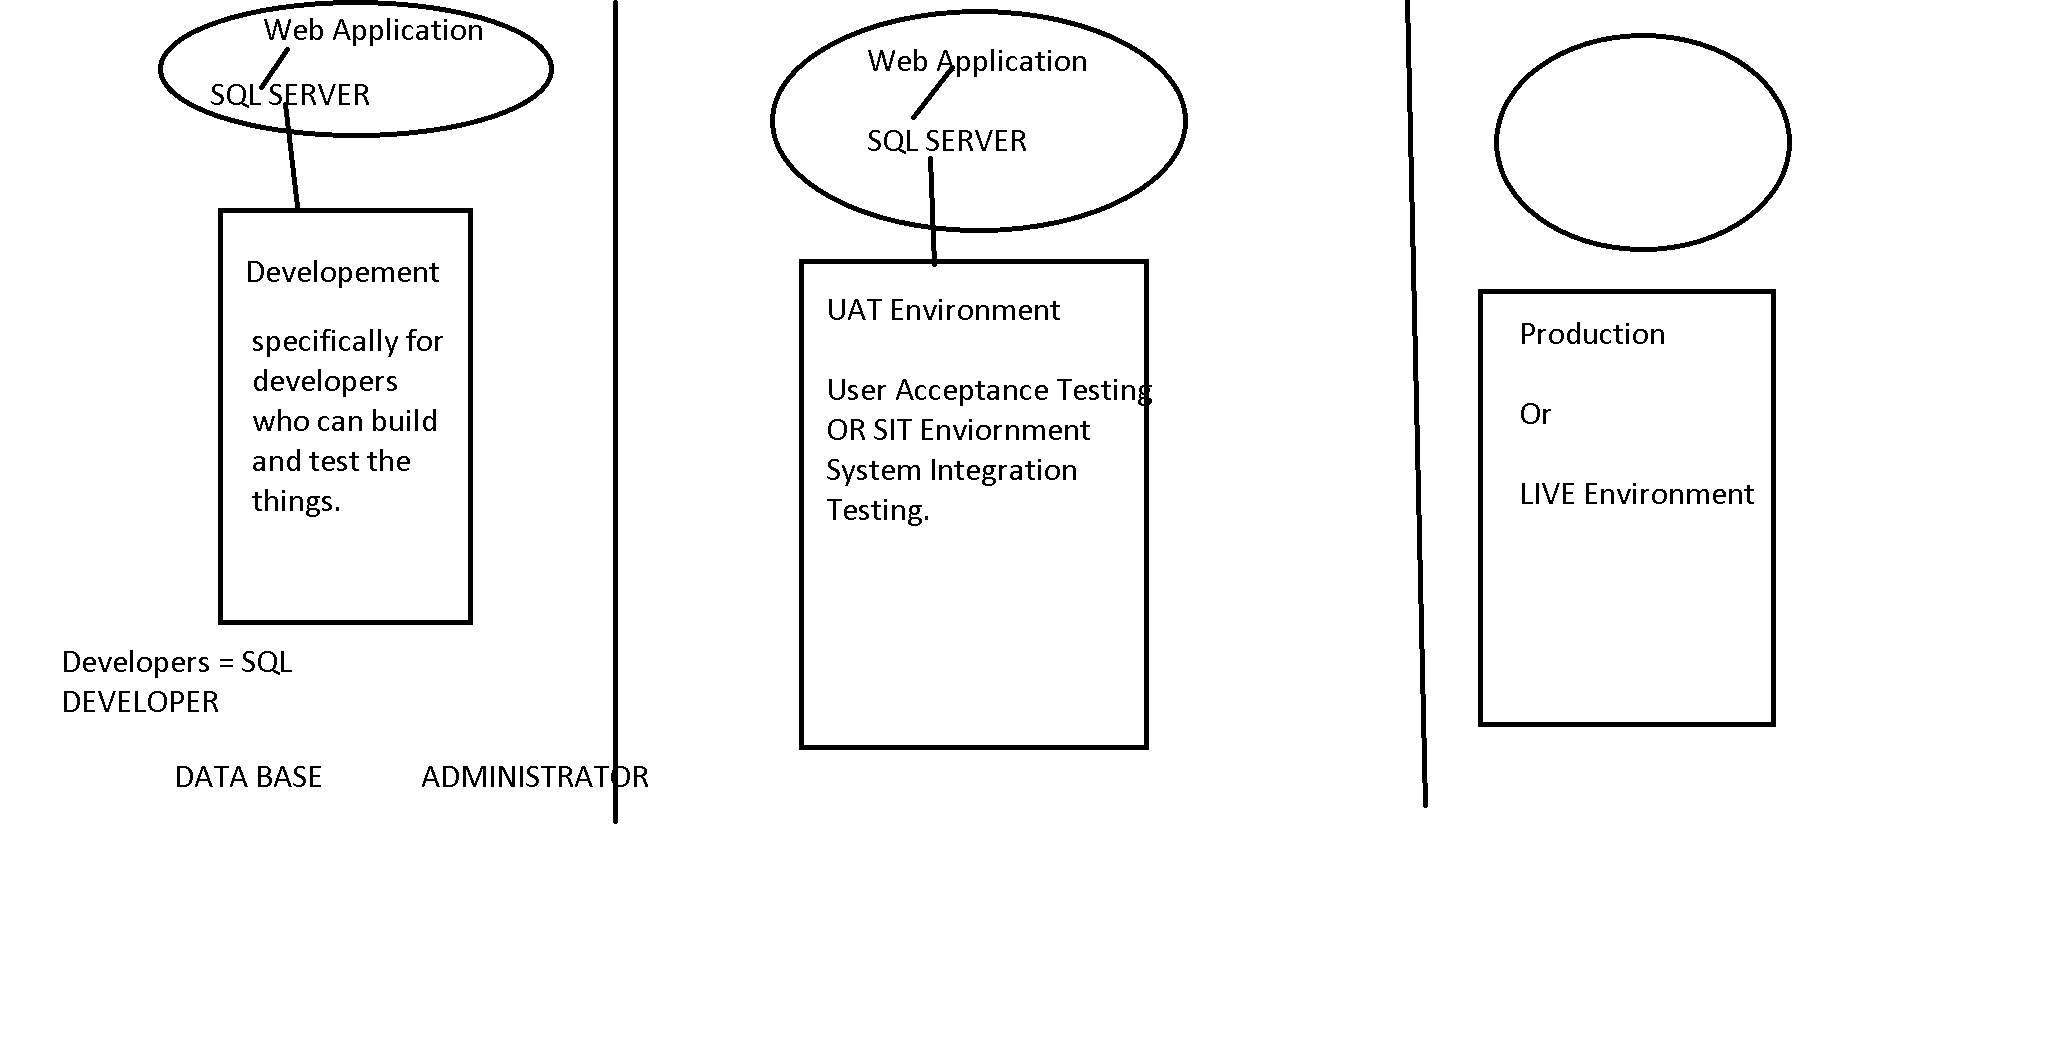 Web Application
SQL SERVER
Developement
specifically for
developers
who can build
and test the
things.
Developers = SQL
DEVELOPER
DATA BASE ADMINISTRATOR
Web Application
SQL SERVER
UAT Environment
User Acceptance Testing
OR SIT Enviornment
System Integration
Testing.
Production
Or
LIVE Environment